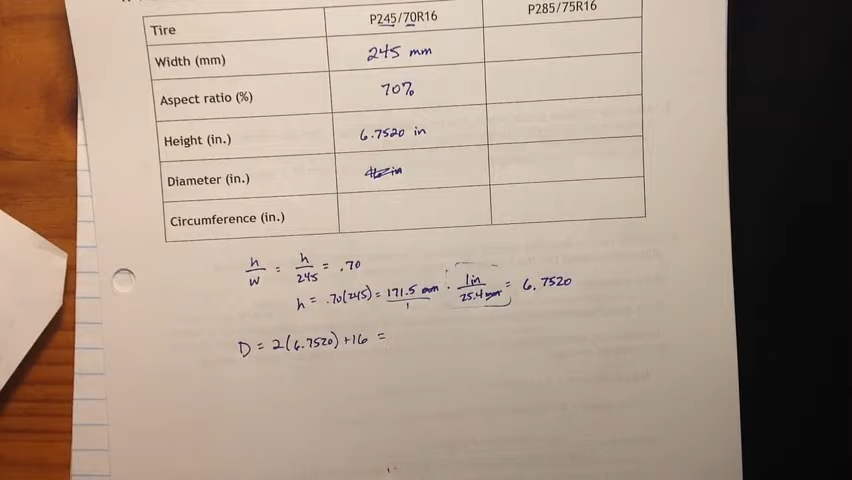 Tire P245/70R16 P285/75R16
Width (mm) 245 mm
Aspect ratio (%) 70%
Height (in.) 6.7520 in
Diameter (in.)
Circumference (in.)
h/w = h/245 = .70
h = .70(245) = 171.5 mm/1 · 1in/25.4mm = 6.7520
D = 2(6.7520) +16 =